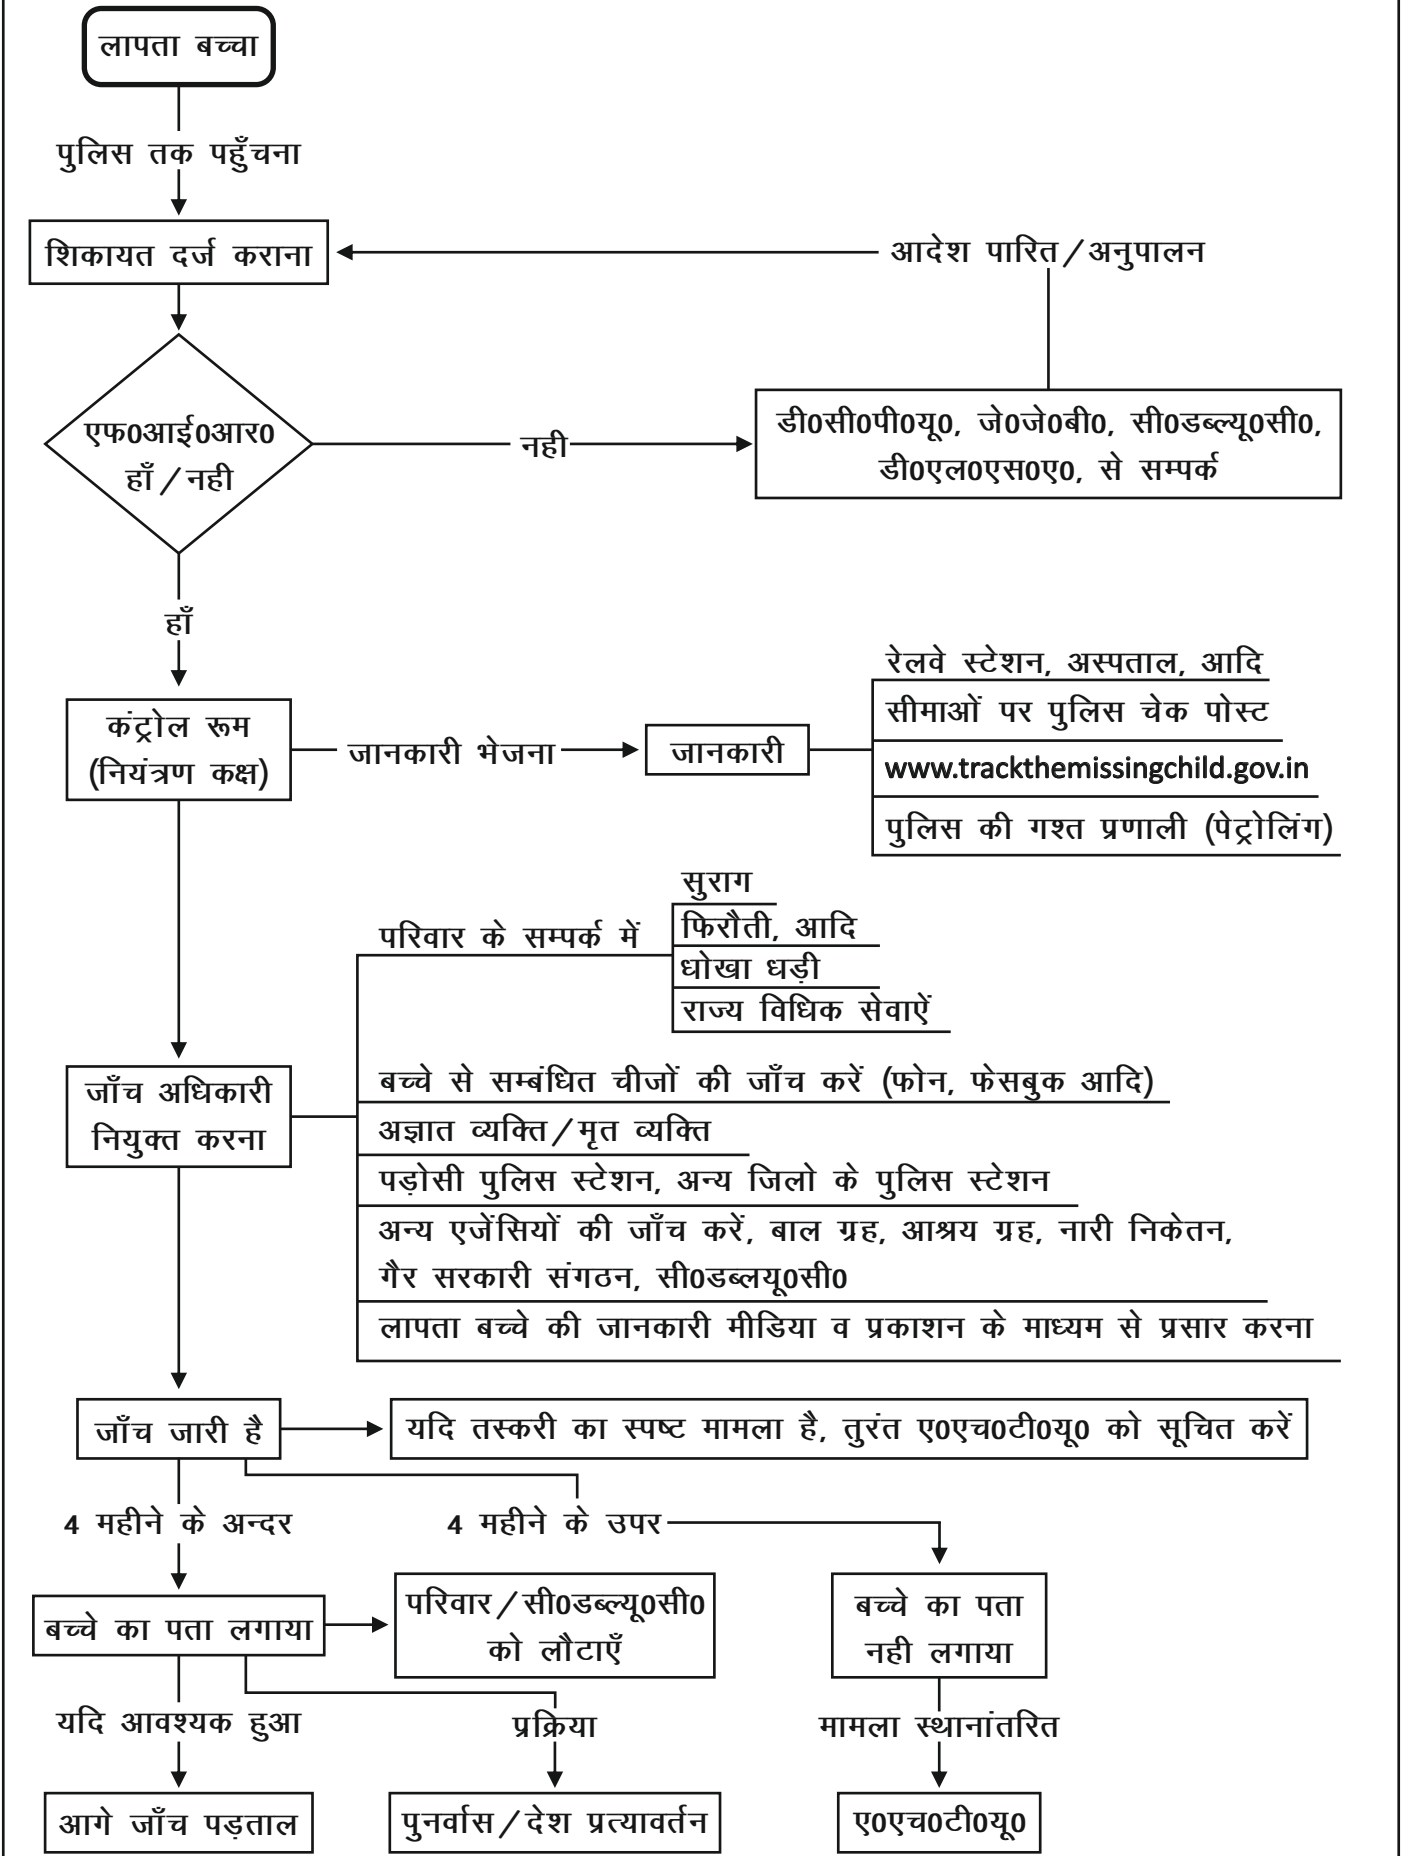 लापता बच्चा
पुलिस तक पहुँचना
शिकायत दर्ज कराना
आदेश पारित/अनुपालन
एफ0आई0आर0
हाँ/नही
नही
डी0सी0पी0यू0, जे0जे0बी0, सी0डब्ल्यू0सी0,
डी0एल0एस0ए0, से सम्पर्क
हाँ
कंट्रोल रूम
(नियंत्रण कक्ष)
जानकारी भेजना
जानकारी
रेलवे स्टेशन, अस्पताल, आदि
सीमाओं पर पुलिस चेक पोस्ट
www.trackthemissingchild.gov.in
पुलिस की गश्त प्रणाली (पेट्रोलिंग)
परिवार के सम्पर्क में
सुराग
फिरौती, आदि
धोखा धड़ी
राज्य विधिक सेवाऐं
जाँच अधिकारी
नियुक्त करना
बच्चे से सम्बंधित चीजों की जाँच करें (फोन, फेसबुक आदि)
अज्ञात व्यक्ति/मृत व्यक्ति
पड़ोसी पुलिस स्टेशन, अन्य जिलो के पुलिस स्टेशन
अन्य एजेंसियों की जाँच करें, बाल ग्रह, आश्रय ग्रह, नारी निकेतन,
गैर सरकारी संगठन, सी0डब्लयू0सी0
लापता बच्चे की जानकारी मीडिया व प्रकाशन के माध्यम से प्रसार करना
जाँच जारी है
यदि तस्करी का स्पष्ट मामला है, तुरंत ए0एच0टी0यू0 को सूचित करें
4 महीने के अन्दर
4 महीने के उपर
बच्चे का पता लगाया
परिवार/सी0डब्ल्यू0सी0
को लौटाएँ
बच्चे का पता
नही लगाया
यदि आवश्यक हुआ
प्रक्रिया
मामला स्थानांतरित
आगे जाँच पड़ताल
पुनर्वास/देश प्रत्यावर्तन
ए0एच0टी0यू0